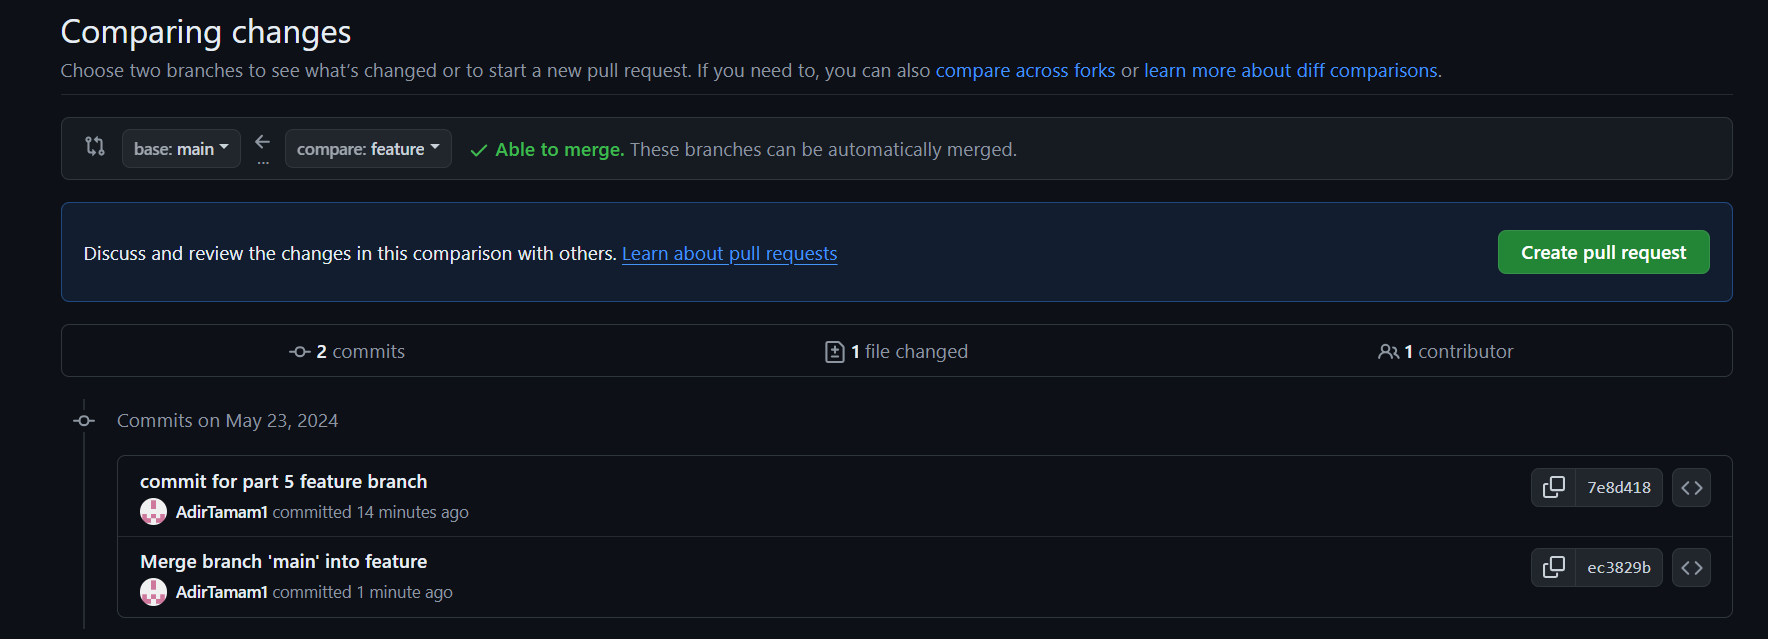 Comparing changes
Choose two branches to see what's changed or to start a new pull request. If you need to, you can also compare across forks or learn more about diff comparisons.
base: main ← ... compare: feature ✓ Able to merge. These branches can be automatically merged.
Discuss and review the changes in this comparison with others. Learn about pull requests Create pull request
2 commits 1 file changed 1 contributor
Commits on May 23, 2024
commit for part 5 feature branch
7e8d418
AdirTamam1 committed 14 minutes ago
Merge branch 'main' into feature
ec3829b
AdirTamam1 committed 1 minute ago